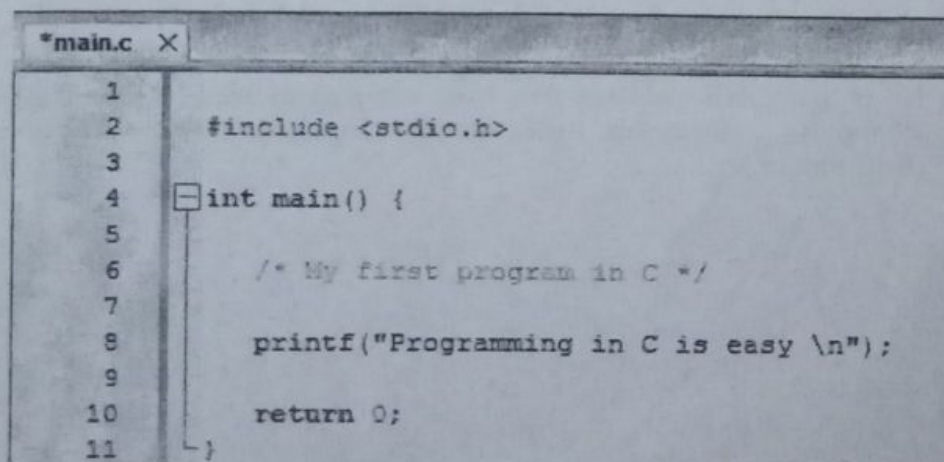 *main.c X
1
2 #include <stdio.h>
3
4 int main() {
5
6 /* My first program in C */
7
8 printf("Programming in C is easy \n");
9
10 return 0;
11 }